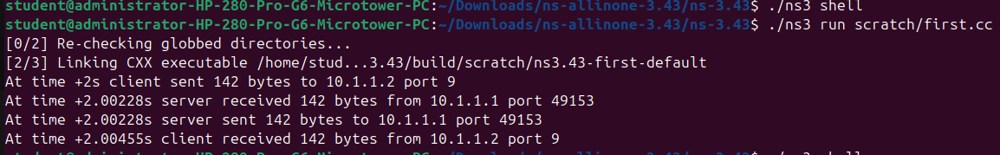 student@administrator-HP-280-Pro-G6-Microtower-PC:~/Downloads/ns-allinone-3.43/ns-3.43$ ./ns3 shell
student@administrator-HP-280-Pro-G6-Microtower-PC:~/Downloads/ns-allinone-3.43/ns-3.43$ ./ns3 run scratch/first.cc
[0/2] Re-checking globbed directories...
[2/3] Linking CXX executable /home/stud...3.43/build/scratch/ns3.43-first-default
At time +2s client sent 142 bytes to 10.1.1.2 port 9
At time +2.00228s server received 142 bytes from 10.1.1.1 port 49153
At time +2.00228s server sent 142 bytes to 10.1.1.1 port 49153
At time +2.00455s client received 142 bytes from 10.1.1.2 port 9